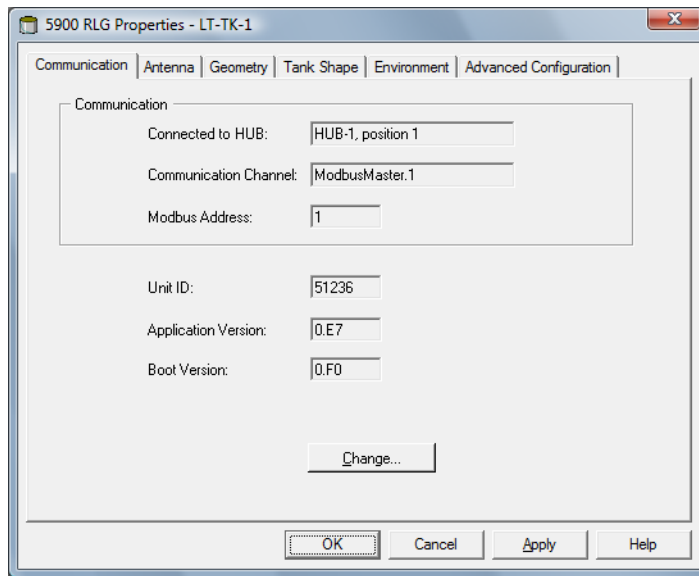 5900 RLG Properties - LT-TK-1
Communication Antenna Geometry Tank Shape Environment Advanced Configuration
Communication
Connected to HUB: HUB-1, position 1
Communication Channel: ModbusMaster.1
Modbus Address: 1
Unit ID: 51236
Application Version: 0.E7
Boot Version: 0.F0
Change...
OK Cancel Apply Help